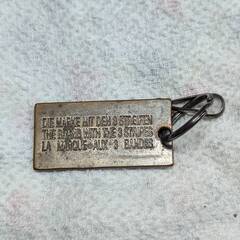 DIE MARKE MIT DEN 3 STREIFEN
THE BRAND WITH THE 3 STRIPES
LA MARQUE AUX 3 BANDES